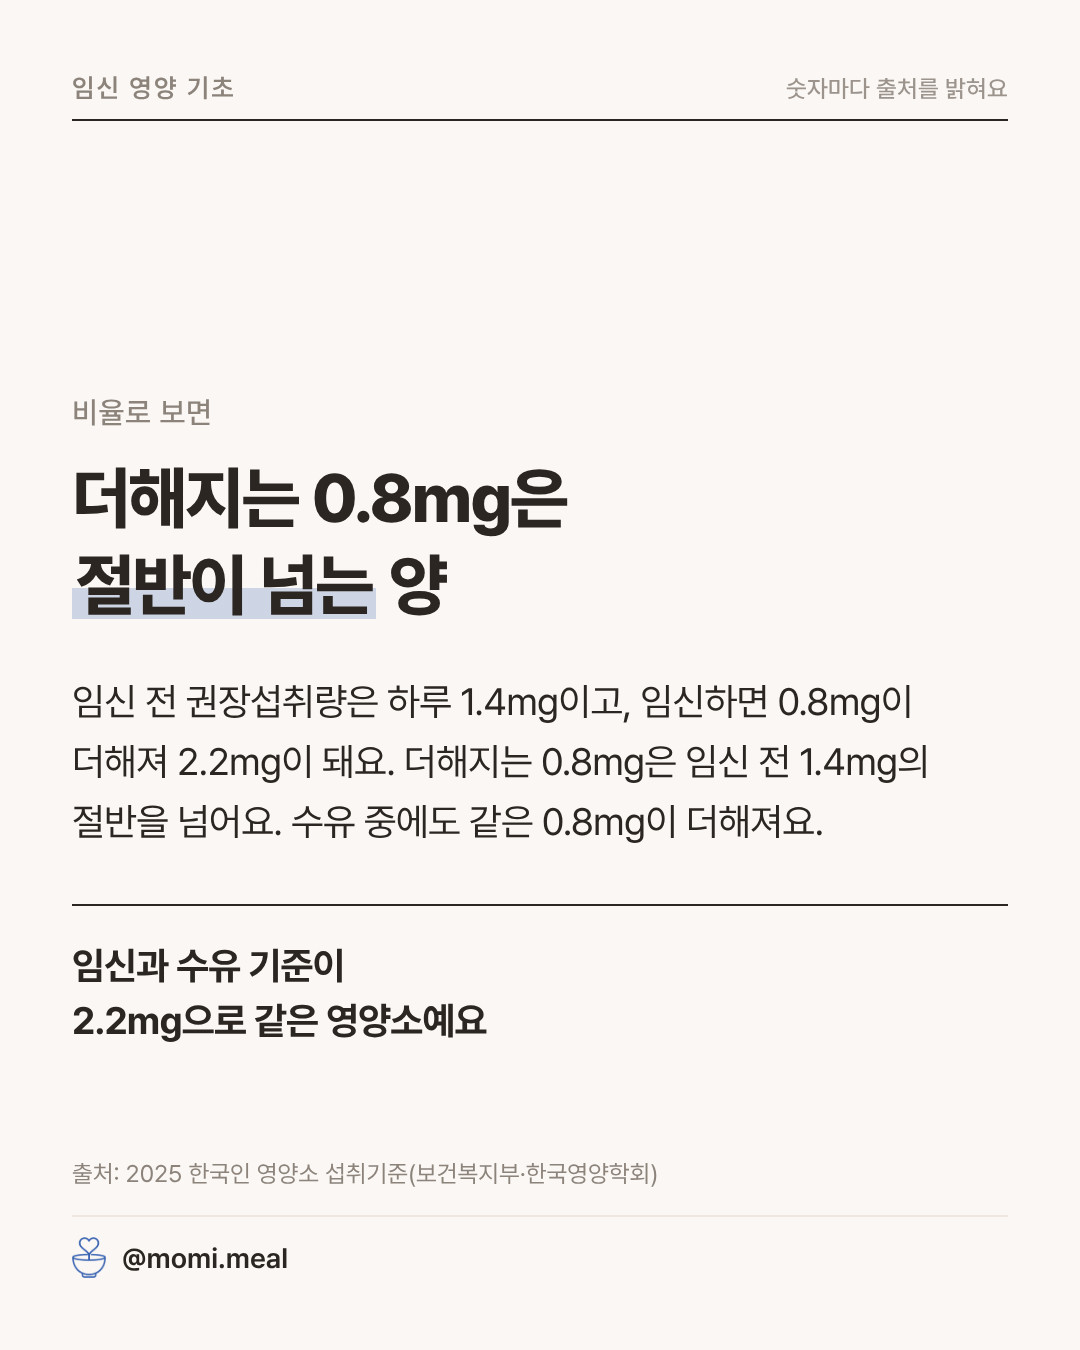 임신 영양 기초
숫자마다 출처를 밝혀요
비율로 보면
더해지는 0.8mg은
절반이 넘는 양
임신 전 권장섭취량은 하루 1.4mg이고, 임신하면 0.8mg이
더해져 2.2mg이 돼요. 더해지는 0.8mg은 임신 전 1.4mg의
절반을 넘어요. 수유 중에도 같은 0.8mg이 더해져요.
임신과 수유 기준이
2.2mg으로 같은 영양소예요
출처: 2025 한국인 영양소 섭취기준(보건복지부·한국영양학회)
@momi.meal